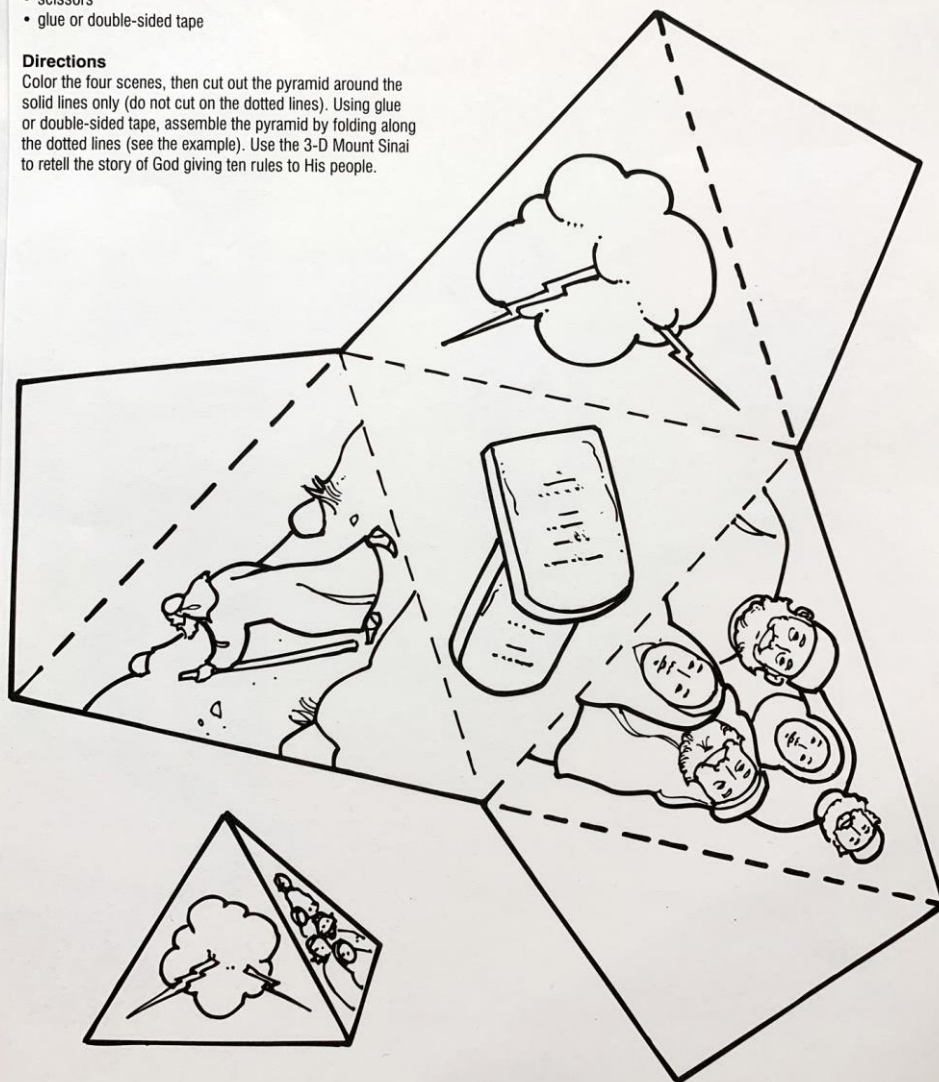 • scissors
• glue or double-sided tape
Directions
Color the four scenes, then cut out the pyramid around the
solid lines only (do not cut on the dotted lines). Using glue
or double-sided tape, assemble the pyramid by folding along
the dotted lines (see the example). Use the 3-D Mount Sinai
to retell the story of God giving ten rules to His people.